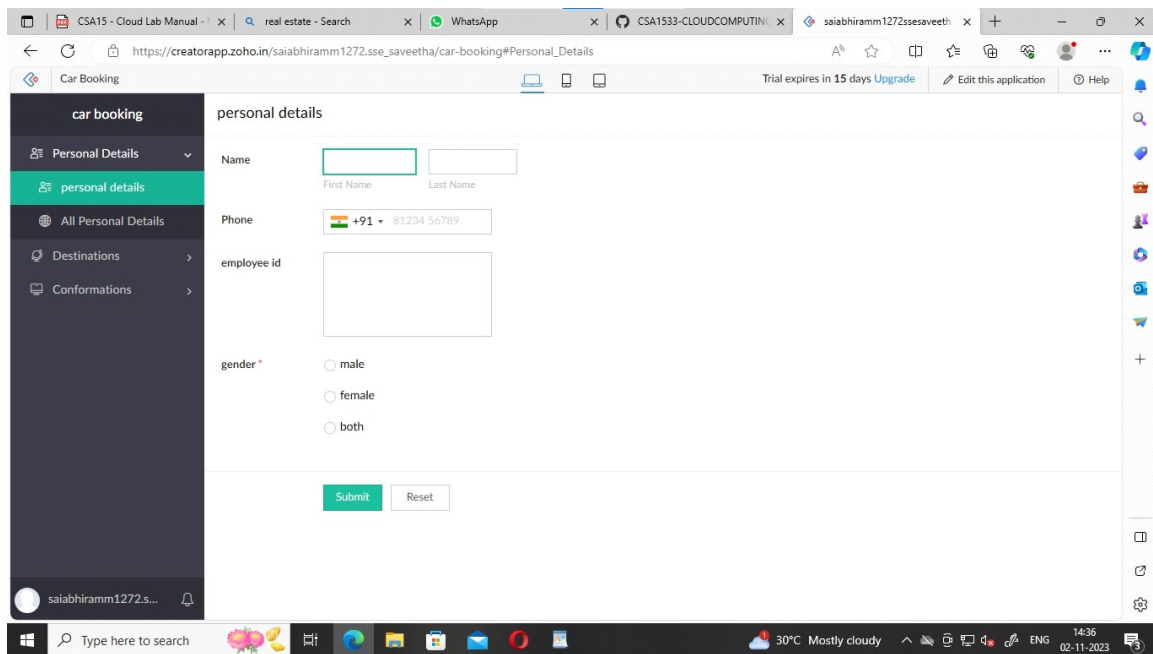 CSA15 - Cloud Lab Manual -
real estate - Search
WhatsApp
CSA1533-CLOUDCOMPUTIN
saiabhiramm1272ssesaveeth
https://creatorapp.zoho.in/saiabhiramm1272.sse_saveetha/car-booking#Personal_Details
Car Booking
Trial expires in 15 days Upgrade
Edit this application
Help
car booking
Personal Details
personal details
All Personal Details
Destinations
Conformations
saiabhiramm1272.s...
personal details
Name
First Name
Last Name
Phone
+91
81234 56789
employee id
gender *
male
female
both
Submit
Reset
Type here to search
30°C Mostly cloudy
ENG
14:36
02-11-2023
3